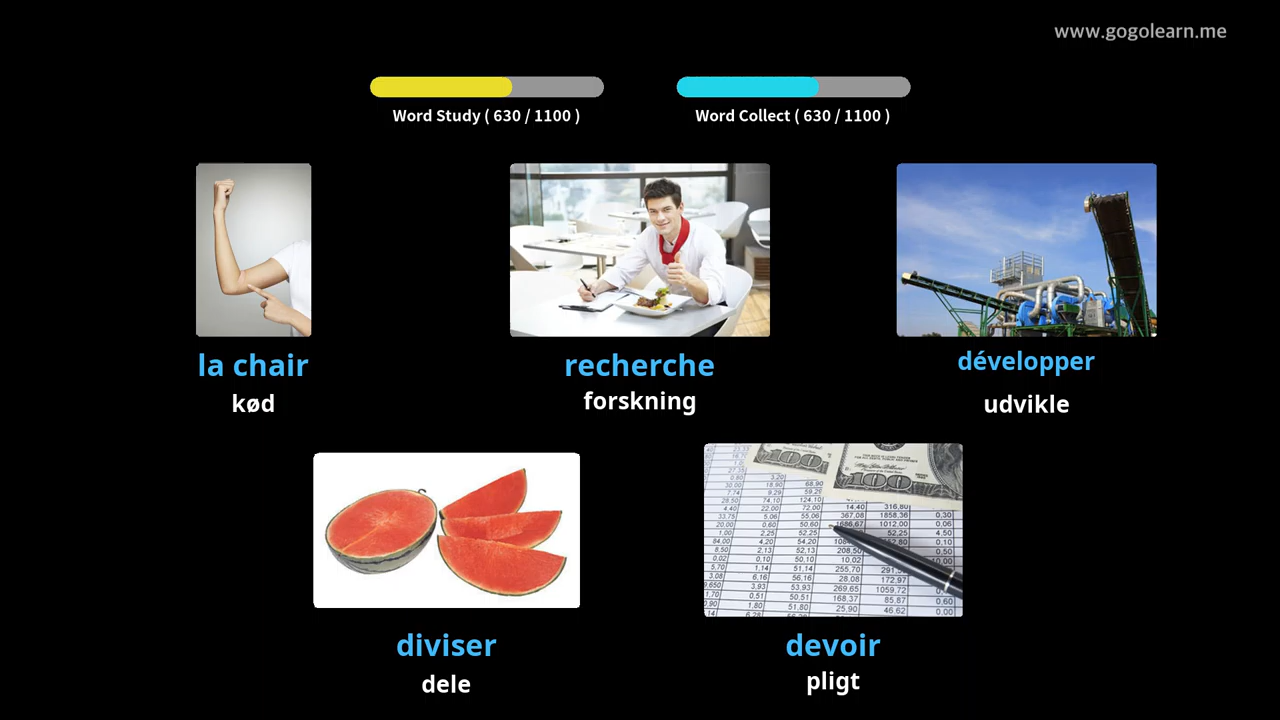 www.gogolearn.me
Word Study ( 630 / 1100 )
Word Collect ( 630 / 1100 )
la chair
kød
recherche
forskning
développer
udvikle
diviser
dele
devoir
pligt